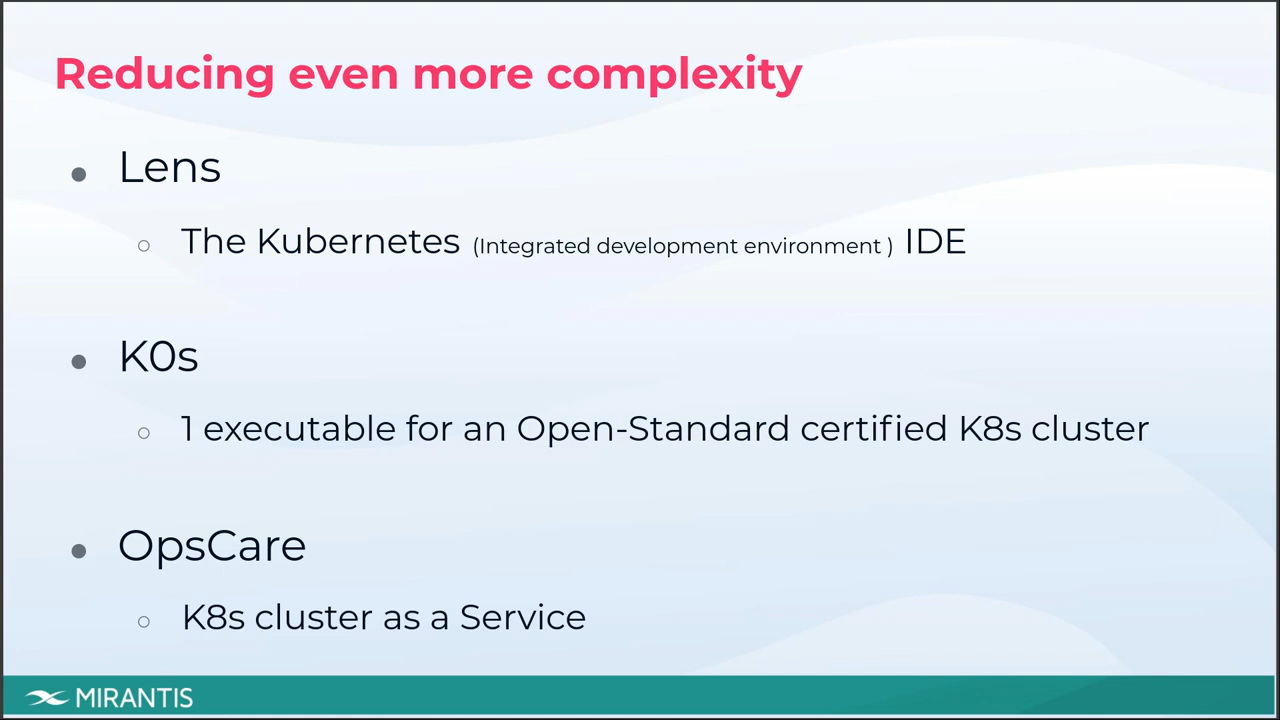 Reducing even more complexity
● Lens
○ The Kubernetes (Integrated development environment ) IDE
● K0s
○ 1 executable for an Open-Standard certified K8s cluster
● OpsCare
○ K8s cluster as a Service
MIRANTIS